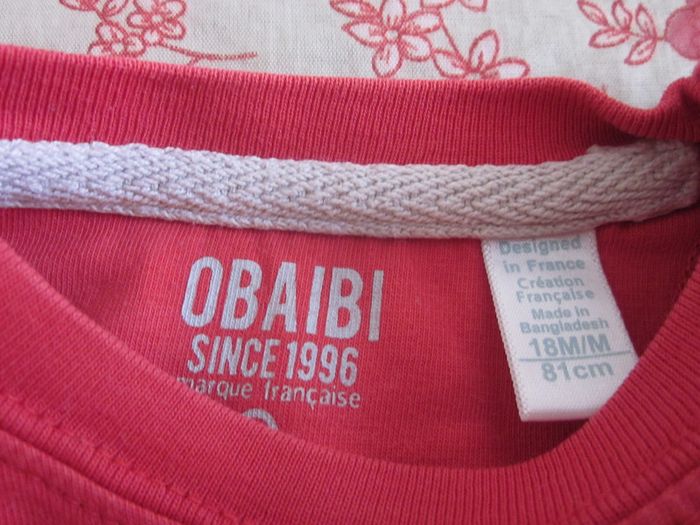 OBAIBI
SINCE 1996
marque française
Designed
in France
Création
Française
Made in
Bangladesh
18M/M
81cm